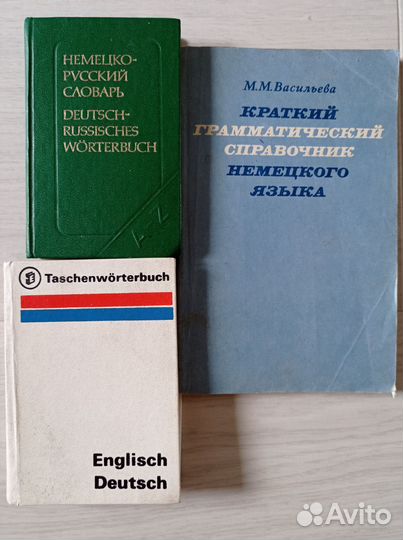 НЕМЕЦКО-
РУССКИЙ
СЛОВАРЬ
DEUTSCH-
RUSSISCHES
WÖRTERBUCH
A-Z
М.М.Васильева
КРАТКИЙ
ГРАММАТИЧЕСКИЙ
СПРАВОЧНИК
НЕМЕЦКОГО
ЯЗЫКА
Taschenwörterbuch
Englisch
Deutsch
Avito